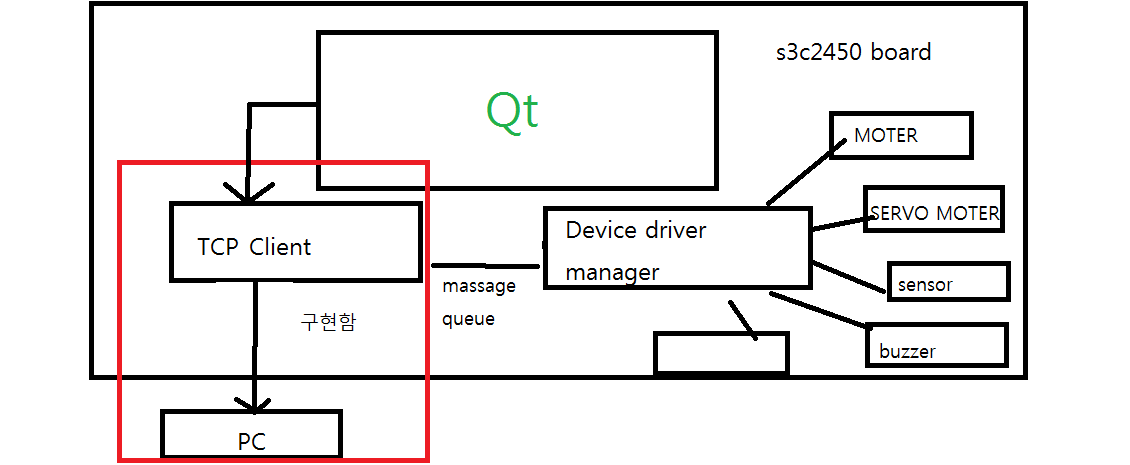 s3c2450 board
Qt
MOTER
SERVO MOTER
Device driver
manager
TCP Client
sensor
massage
queue
구현함
buzzer
PC